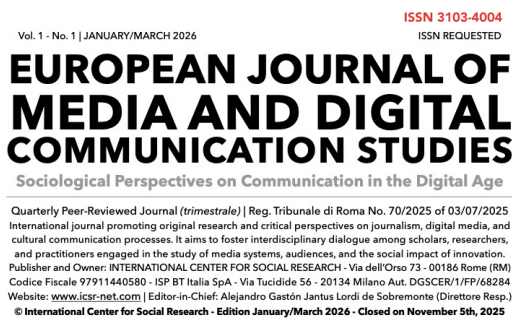 ISSN 3103-4004
Vol. 1 - No. 1 | JANUARY/MARCH 2026 ISSN REQUESTED
EUROPEAN JOURNAL OF
MEDIA AND DIGITAL
COMMUNICATION STUDIES
Sociological Perspectives on Communication in the Digital Age
Quarterly Peer-Reviewed Journal (trimestrale) | Reg. Tribunale di Roma No. 70/2025 of 03/07/2025
International journal promoting original research and critical perspectives on journalism, digital media, and
cultural communication processes. It aims to foster interdisciplinary dialogue among scholars, researchers,
and practitioners engaged in the study of media systems, audiences, and the social impact of innovation.
Publisher and Owner: INTERNATIONAL CENTER FOR SOCIAL RESEARCH - Via dell'Orso 73 - 00186 Rome (RM)
Codice Fiscale 97911440580 - ISP BT Italia SpA - Via Tucidide 56 - 20134 Milano Aut. DGSCER/1/FP/68284
Website: www.icsr-net.com | Editor-in-Chief: Alejandro Gastón Jantus Lordi de Sobremonte (Direttore Resp.)
© International Center for Social Research - Edition January/March 2026 - Closed on November 5th, 2025